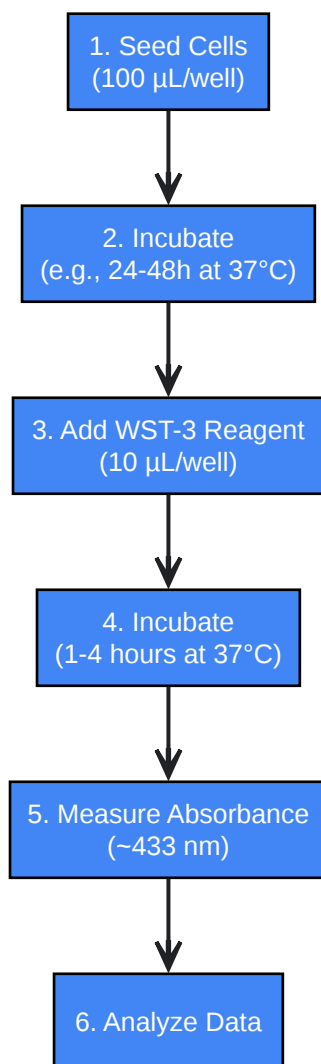 1. Seed Cells
(100 µL/well)
2. Incubate
(e.g., 24-48h at 37°C)
3. Add WST-3 Reagent
(10 µL/well)
4. Incubate
(1-4 hours at 37°C)
5. Measure Absorbance
(~433 nm)
6. Analyze Data